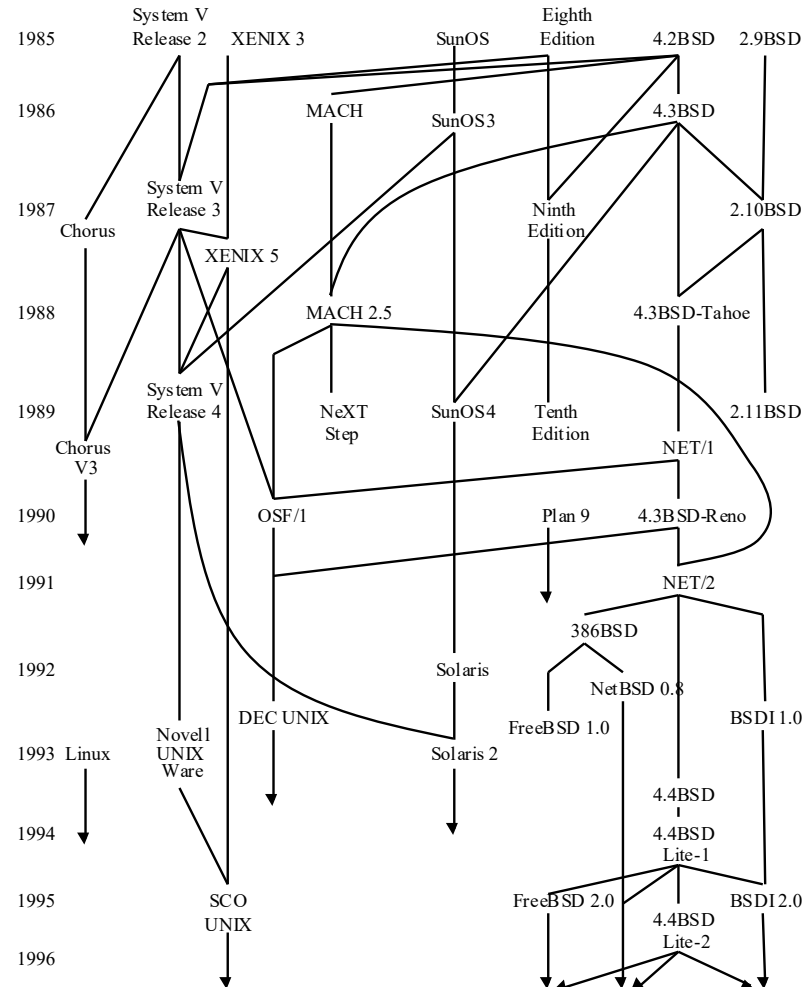 System V
Release 2
Eighth
Edition
1985
XENIX 3
SunOS
4.2BSD
2.9BSD
1986
MACH
SunOS3
4.3BSD
System V
Release 3
1987
Chorus
Ninth
Edition
2.10BSD
XENIX 5
1988
MACH 2.5
4.3BSD-Tahoe
System V
Release 4
1989
NeXT
Step
SunOS4
Tenth
Edition
2.11BSD
Chorus
V3
NET/1
1990
OSF/1
Plan 9
4.3BSD-Reno
1991
NET/2
386BSD
1992
Solaris
NetBSD 0.8
DEC UNIX
FreeBSD 1.0
BSDI 1.0
Novell
UNIX
Ware
1993
Linux
Solaris 2
4.4BSD
1994
4.4BSD
Lite-1
1995
SCO
UNIX
FreeBSD 2.0
BSDI 2.0
4.4BSD
Lite-2
1996